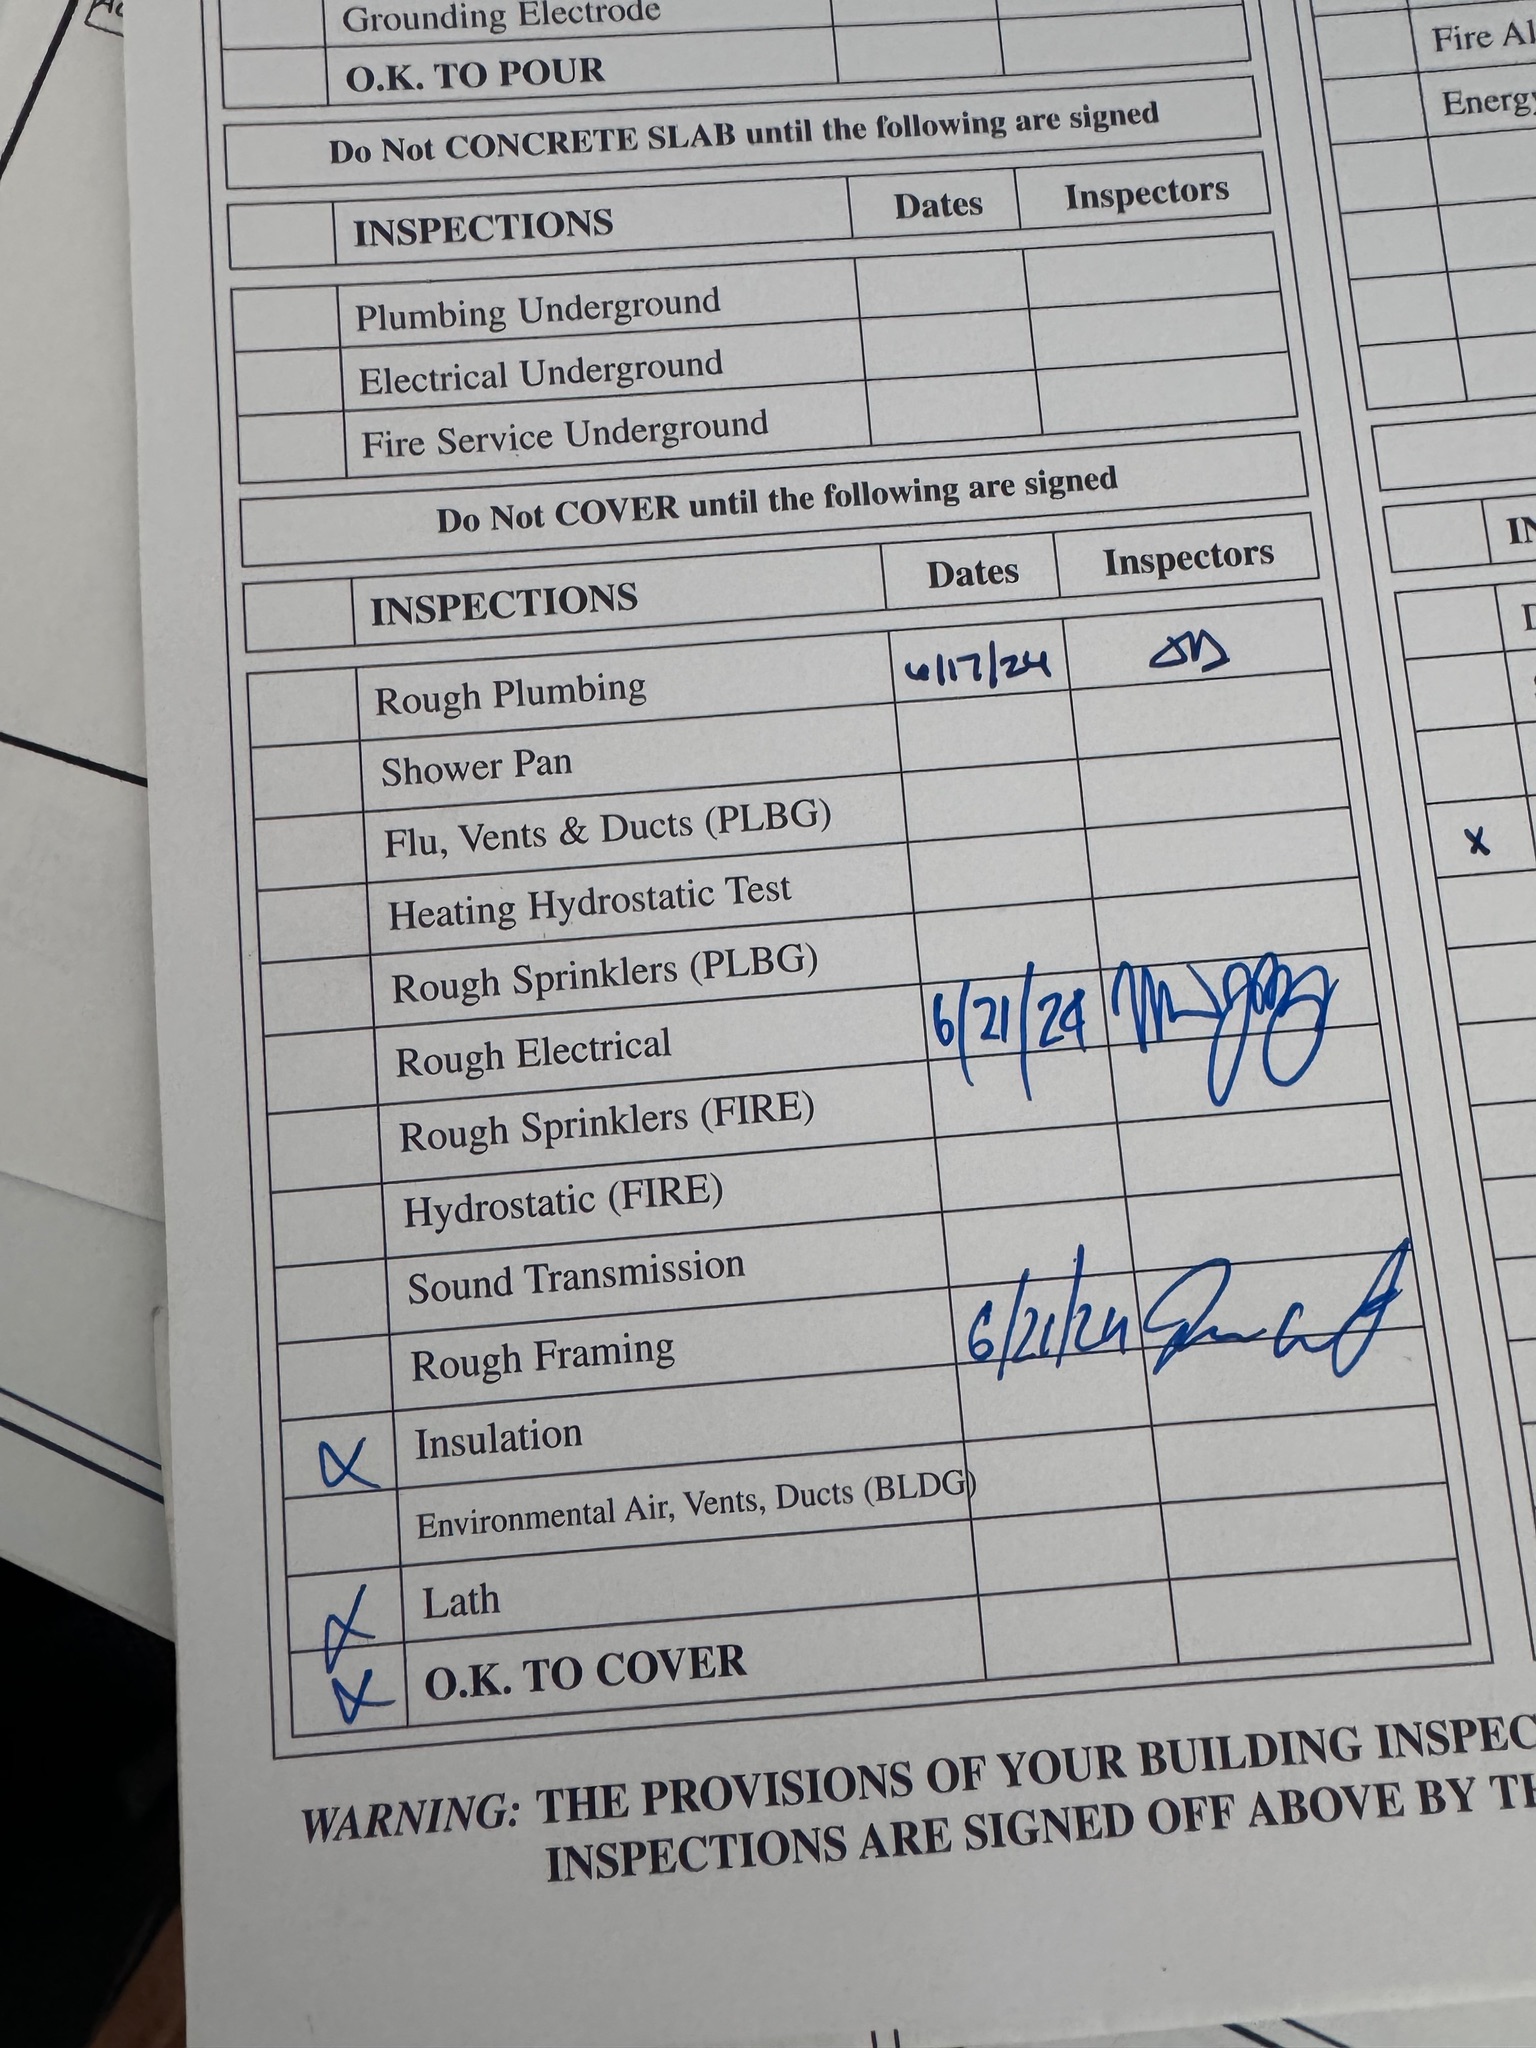 Grounding Electrode
O.K. TO POUR
Do Not CONCRETE SLAB until the following are signed
INSPECTIONS Dates Inspectors
Plumbing Underground
Electrical Underground
Fire Service Underground
Do Not COVER until the following are signed
INSPECTIONS Dates Inspectors
Rough Plumbing 6/17/24
Shower Pan
Flu, Vents & Ducts (PLBG)
Heating Hydrostatic Test
Rough Sprinklers (PLBG)
Rough Electrical 6/21/24
Rough Sprinklers (FIRE)
Hydrostatic (FIRE)
Sound Transmission
Rough Framing 6/21/24
X Insulation
Environmental Air, Vents, Ducts (BLDG)
X Lath
X O.K. TO COVER
WARNING: THE PROVISIONS OF YOUR BUILDING INSPEC
INSPECTIONS ARE SIGNED OFF ABOVE BY TH
Fire Al
Energy
IN
X